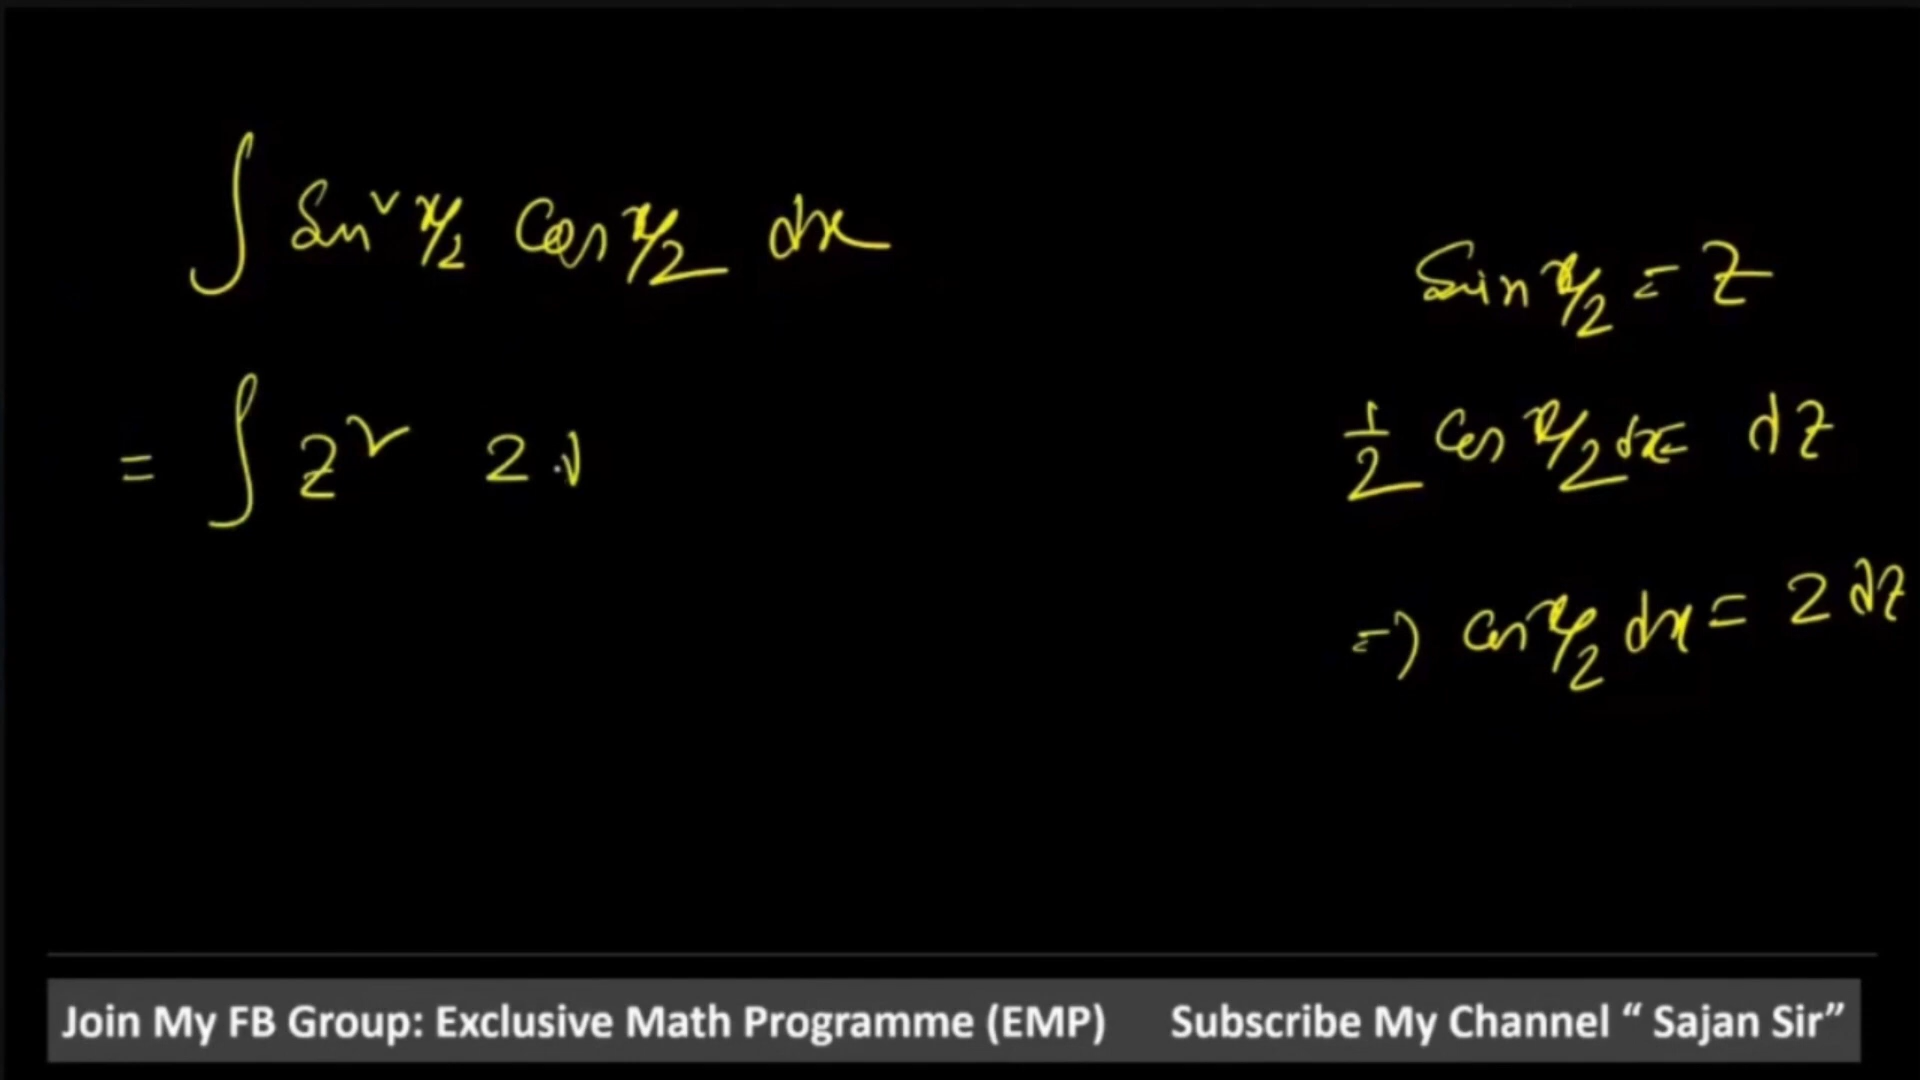 ∫ Sin² x/2 Cos x/2 dx
= ∫ z² 2
Sin x/2 = z
1/2 Cos x/2 dx = dz
=> Cos x/2 dx = 2 dz
Join My FB Group: Exclusive Math Programme (EMP) Subscribe My Channel “ Sajan Sir”